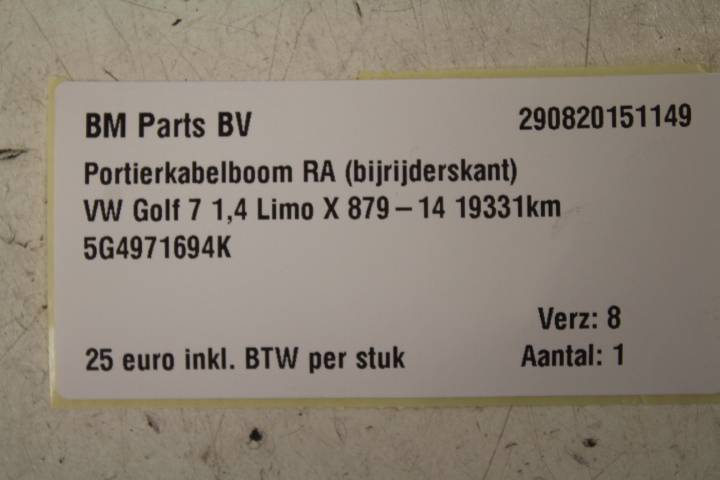 BM Parts BV 290820151149
Portierkabelboom RA (bijrijderskant)
VW Golf 7 1,4 Limo X 879 – 14 19331km
5G4971694K
Verz: 8
25 euro inkl. BTW per stuk Aantal: 1